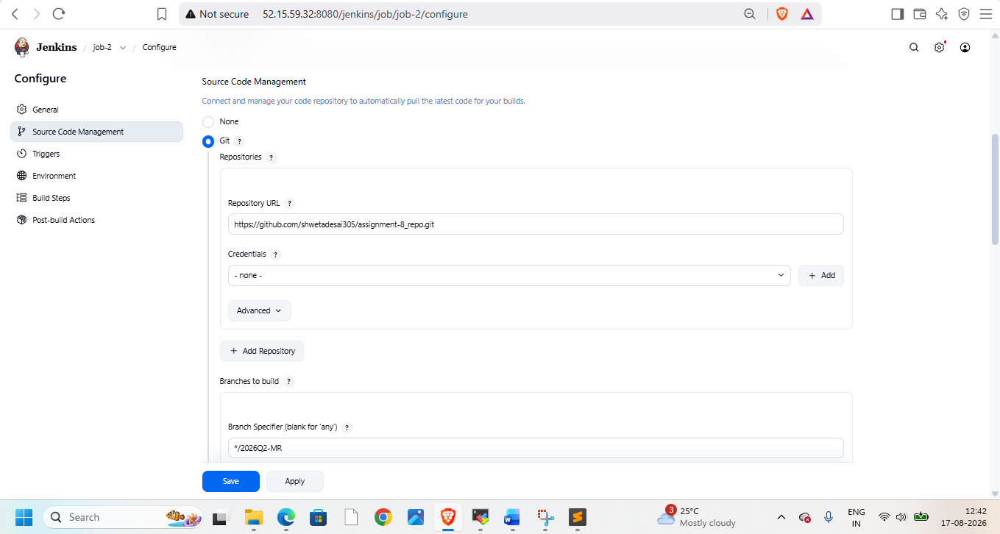 Not secure 52.15.59.32:8080/jenkins/job/job-2/configure
Jenkins / job-2 / Configure
Configure
General
Source Code Management
Triggers
Environment
Build Steps
Post-build Actions
Source Code Management
Connect and manage your code repository to automatically pull the latest code for your builds.
None
Git ?
Repositories ?
Repository URL ?
https://github.com/shwetadesai305/assignment-8_repo.git
Credentials ?
- none -
+ Add
Advanced
+ Add Repository
Branches to build ?
Branch Specifier (blank for 'any') ?
*/2026Q2-MR
Save
Apply
Search
3
25°C
Mostly cloudy
ENG
IN
12:42
17-08-2026